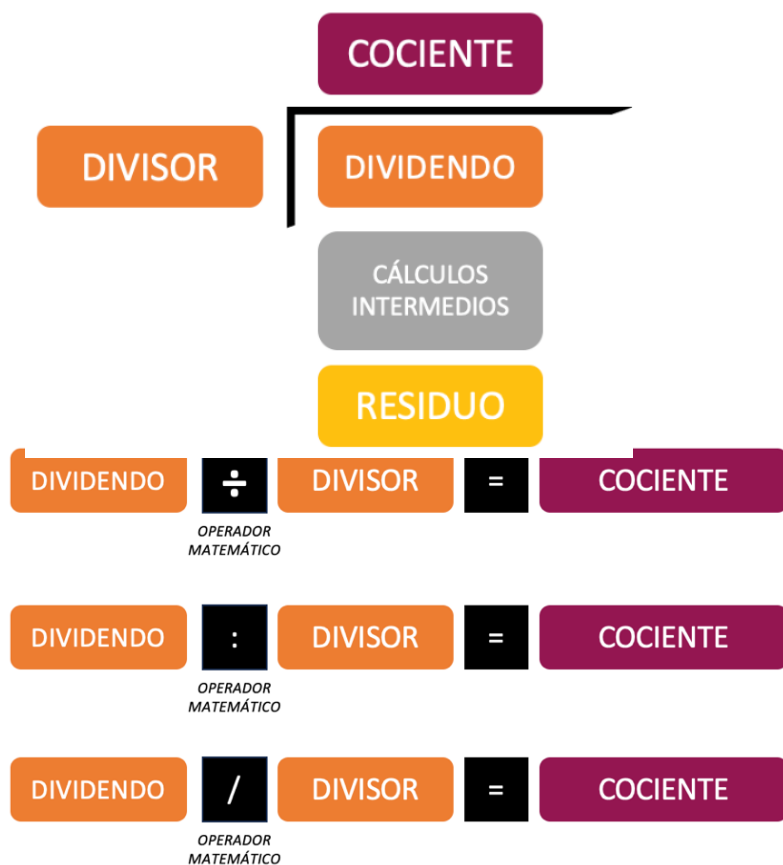 COCIENTE
DIVISOR
DIVIDENDO
CÁLCULOS
INTERMEDIOS
RESIDUO
DIVIDENDO ÷ DIVISOR = COCIENTE
OPERADOR
MATEMÁTICO
DIVIDENDO : DIVISOR = COCIENTE
OPERADOR
MATEMÁTICO
DIVIDENDO / DIVISOR = COCIENTE
OPERADOR
MATEMÁTICO